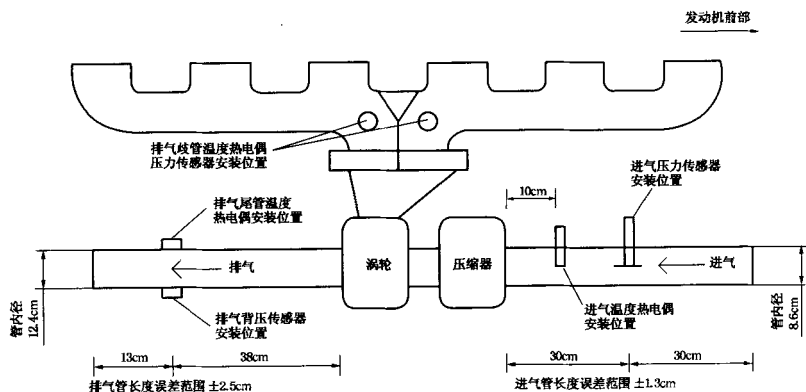 发动机前部
排气歧管温度热电偶
压力传感器安装位置
进气压力传感器
安装位置
10cm
排气尾管温度
热电偶安装位置
管内径
12.4cm
排气
涡轮
压缩器
进气
管内径
8.6cm
排气背压传感器
安装位置
进气温度热电偶
安装位置
13cm
38cm
30cm
30cm
排气管长度误差范围 ±2.5cm
进气管长度误差范围 ±1.3cm